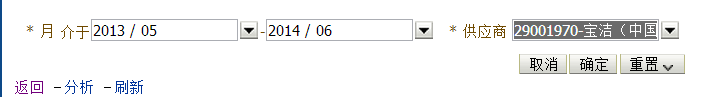 * 月 介于 2013 / 05 - 2014 / 06 * 供应商 29001970-宝洁（中国
取消 确定 重置
返回 -分析 -刷新